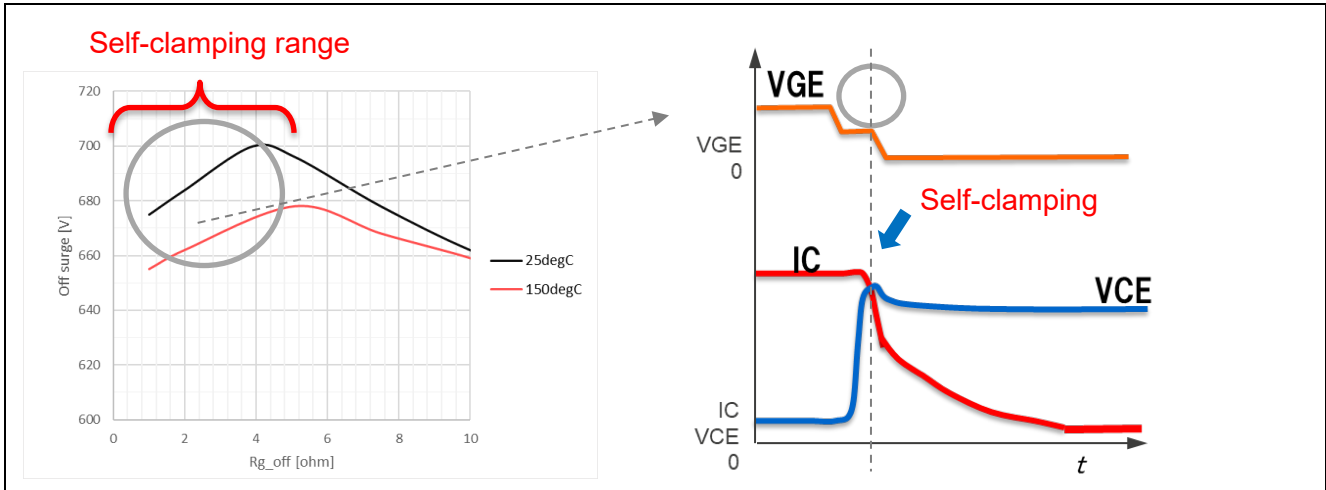 Self-clamping range
720
700
680
660
640
620
600
Off surge [V]
0
2
4
6
8
10
Rg_off [ohm]
25degC
150degC
VGE
VGE
0
Self-clamping
IC
VCE
IC
VCE
0
t